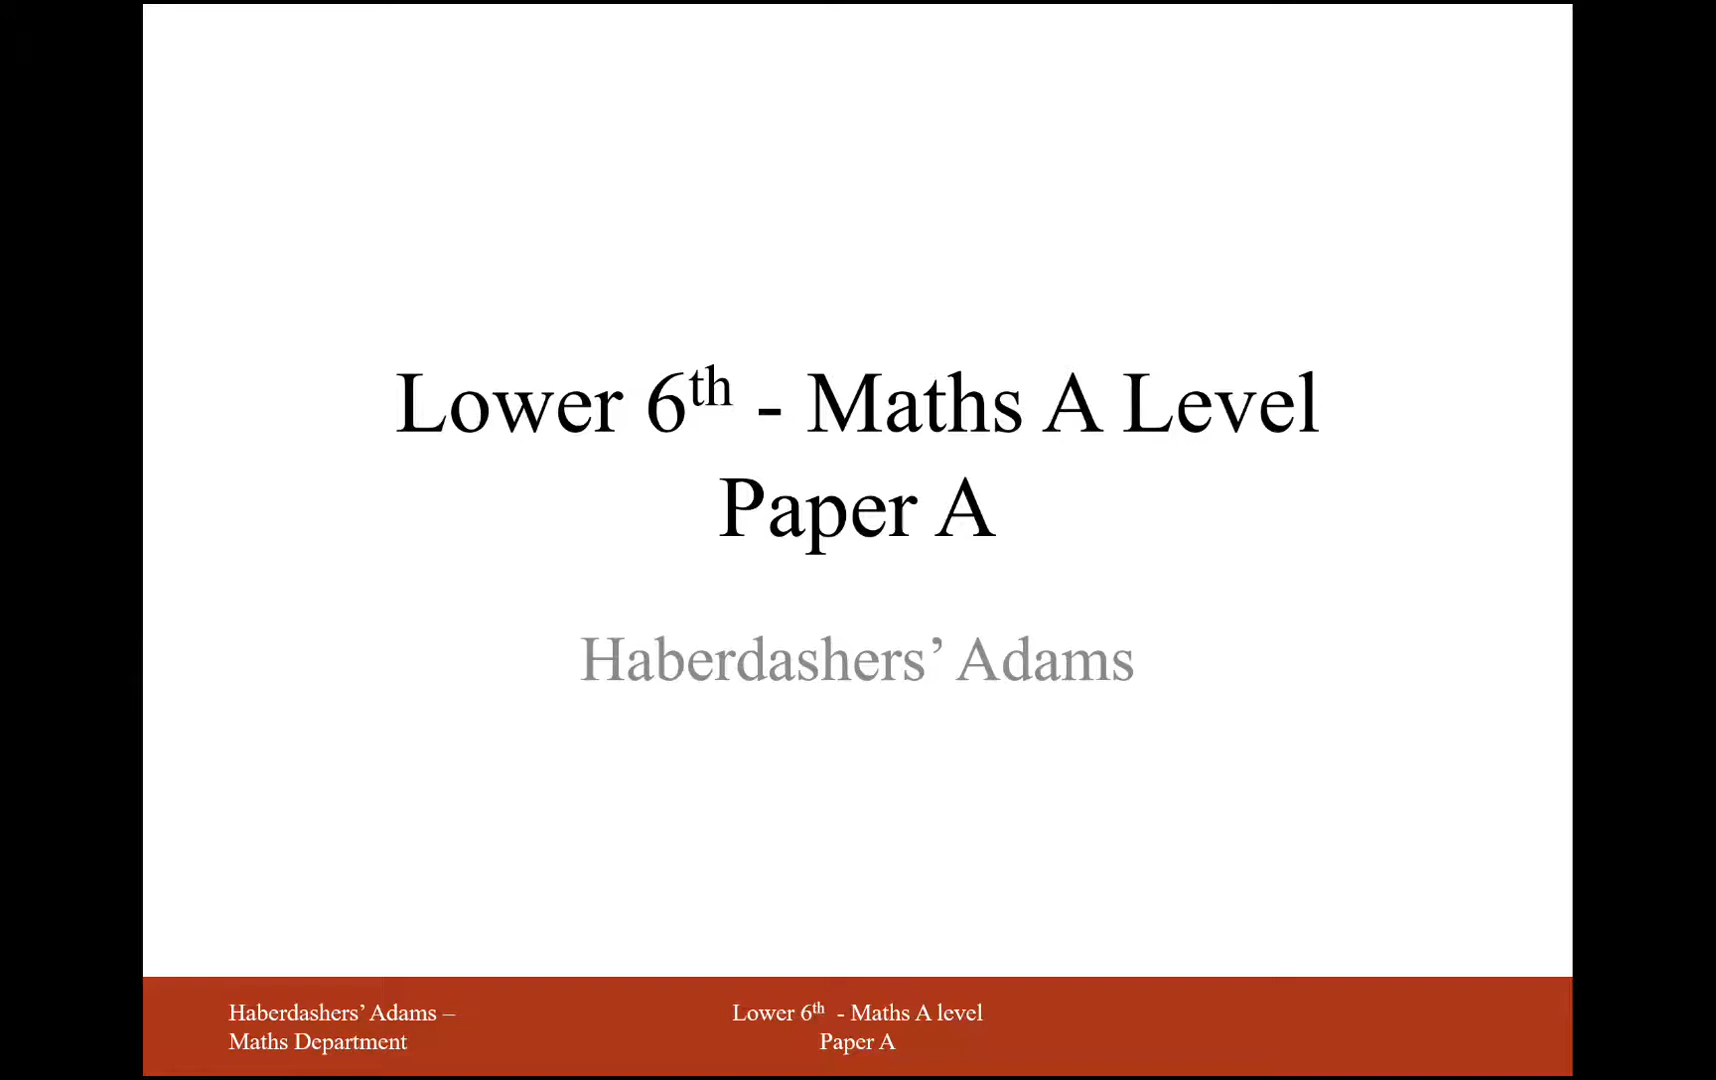 Lower 6th - Maths A Level
Paper A
Haberdashers’ Adams
Haberdashers’ Adams –
Maths Department
Lower 6th - Maths A level
Paper A